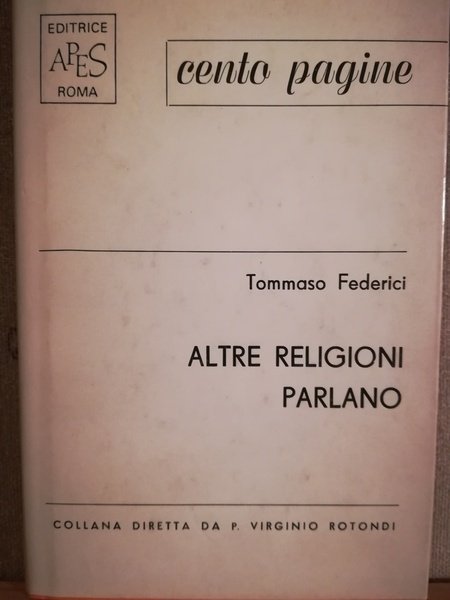 EDITRICE
APES
ROMA
cento pagine
Tommaso Federici
ALTRE RELIGIONI
PARLANO
COLLANA DIRETTA DA P. VIRGINIO ROTONDI